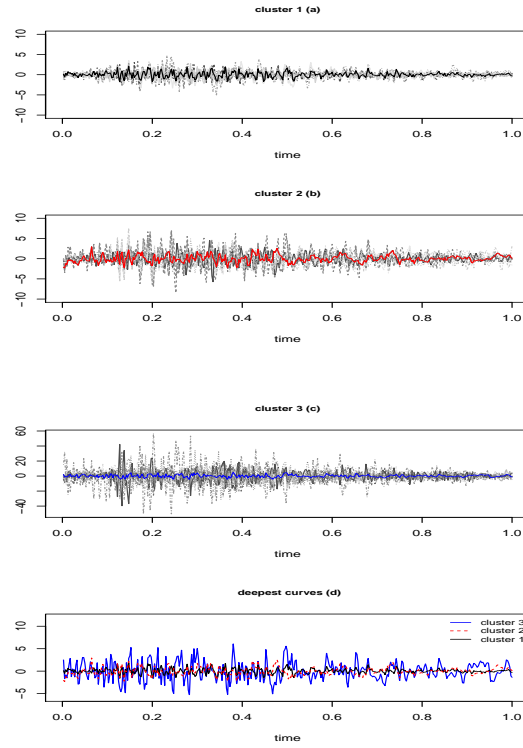 cluster 1 (a)
10
5
0
−5
−10
0.0 0.2 0.4 0.6 0.8 1.0
time
cluster 2 (b)
10
5
0
−5
−10
0.0 0.2 0.4 0.6 0.8 1.0
time
cluster 3 (c)
60
20
0
−40
0.0 0.2 0.4 0.6 0.8 1.0
time
deepest curves (d)
10
5
0
−5
cluster 3
cluster 2
cluster 1
0.0 0.2 0.4 0.6 0.8 1.0
time